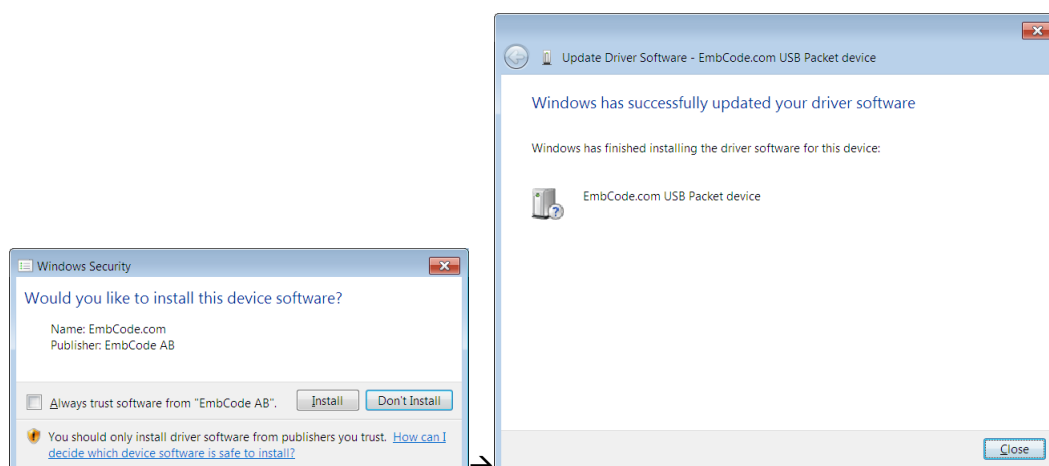 Windows Security
Would you like to install this device software?
Name: EmbCode.com
Publisher: EmbCode AB
Always trust software from "EmbCode AB".
Install
Don't Install
You should only install driver software from publishers you trust. How can I
decide which device software is safe to install?
→
Update Driver Software - EmbCode.com USB Packet device
Windows has successfully updated your driver software
Windows has finished installing the driver software for this device:
EmbCode.com USB Packet device
Close